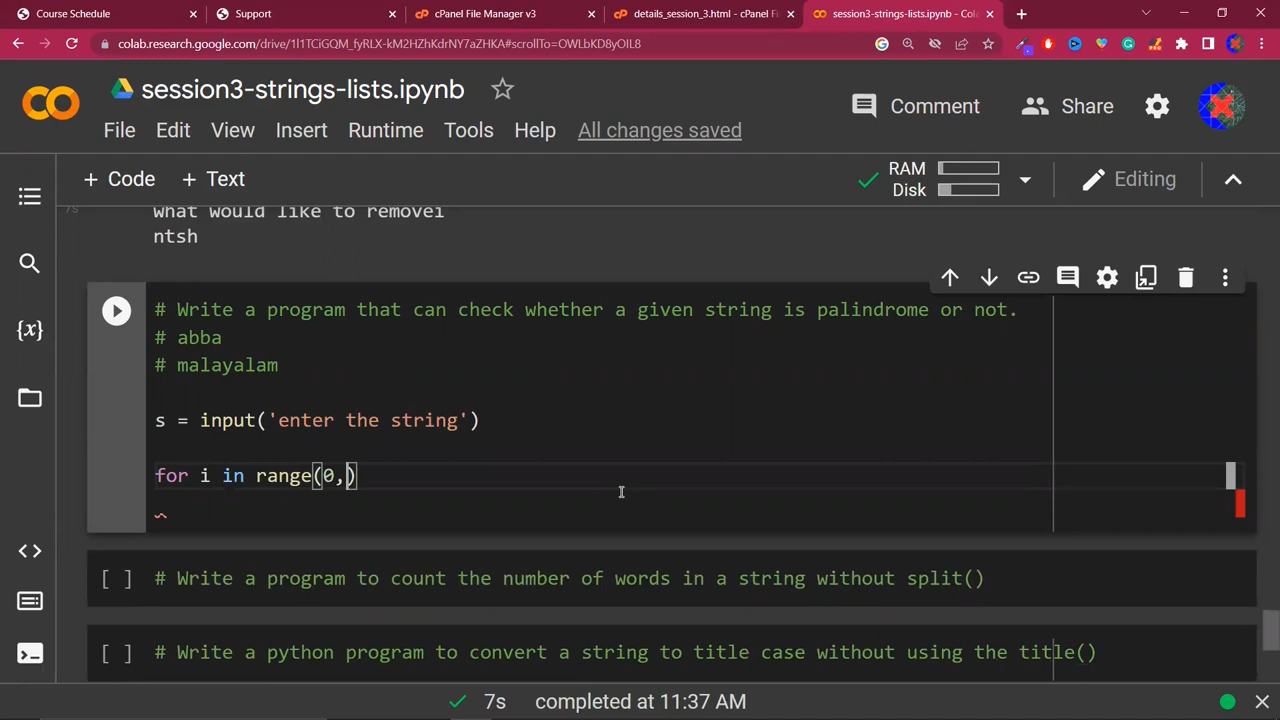 Course Schedule
Support
cPanel File Manager v3
details_session_3.html - cPanel Fi
session3-strings-lists.ipynb - Cola
colab.research.google.com/drive/1l1TCiGQM_fyRLX-kM2HZhKdrNY7aZHKA#scrollTo=OWLbKD8yOIL8
session3-strings-lists.ipynb
Comment
Share
File Edit View Insert Runtime Tools Help All changes saved
+ Code + Text
RAM
Disk
Editing
7s
what would like to removei
ntsh
# Write a program that can check whether a given string is palindrome or not.
# abba
# malayalam
s = input('enter the string')
for i in range(0,)
[ ] # Write a program to count the number of words in a string without split()
[ ] # Write a python program to convert a string to title case without using the title()
7s completed at 11:37 AM